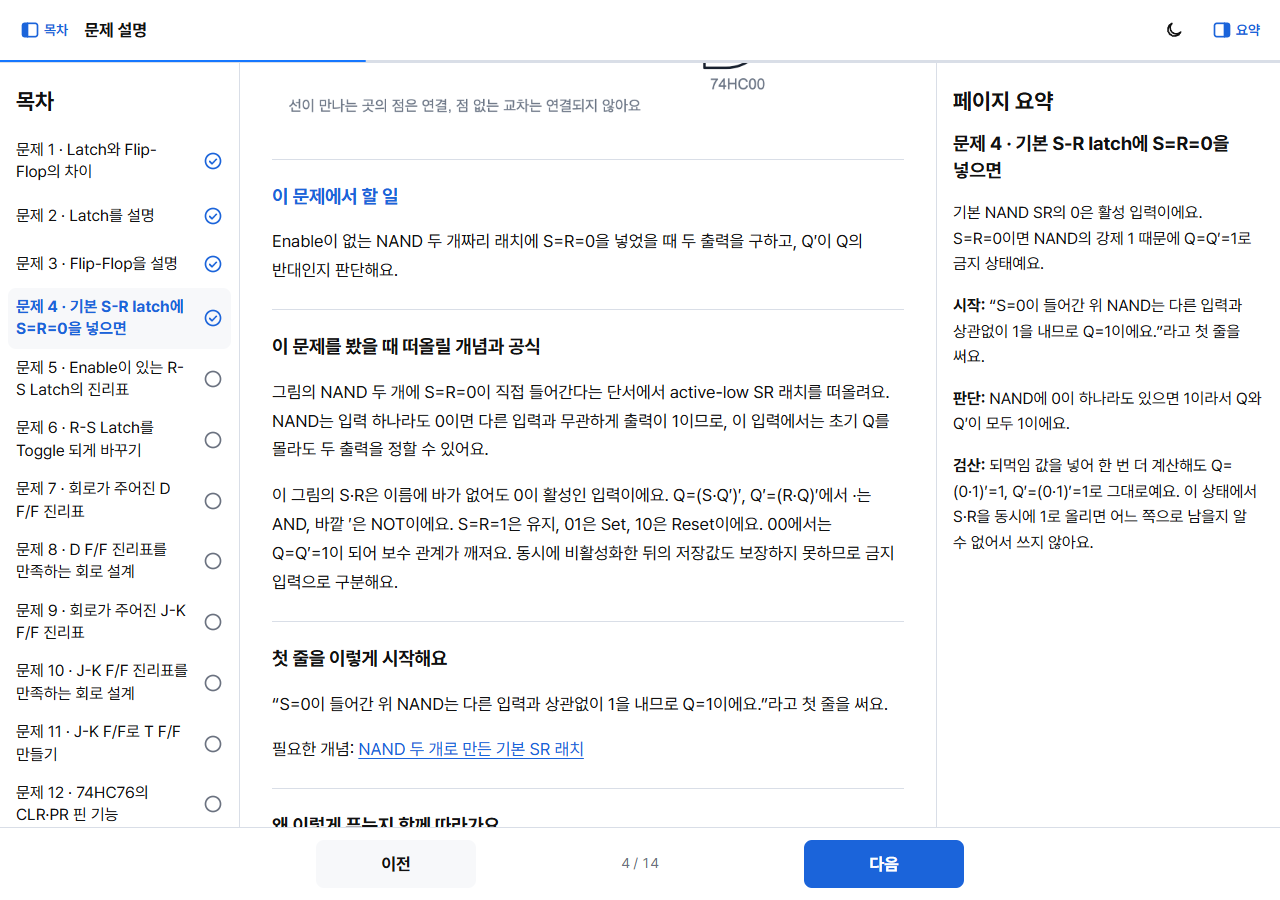 목차
문제 설명
요약
목차
문제 1 · Latch와 Flip-
Flop의 차이
문제 2 · Latch를 설명
문제 3 · Flip-Flop을 설명
문제 4 · 기본 S-R latch에
S=R=0을 넣으면
문제 5 · Enable이 있는 R-
S Latch의 진리표
문제 6 · R-S Latch를
Toggle 되게 바꾸기
문제 7 · 회로가 주어진 D
F/F 진리표
문제 8 · D F/F 진리표를
만족하는 회로 설계
문제 9 · 회로가 주어진 J-K
F/F 진리표
문제 10 · J-K F/F 진리표를
만족하는 회로 설계
문제 11 · J-K F/F로 T F/F
만들기
문제 12 · 74HC76의
CLR·PR 핀 기능
74HC00
선이 만나는 곳의 점은 연결, 점 없는 교차는 연결되지 않아요
이 문제에서 할 일
Enable이 없는 NAND 두 개짜리 래치에 S=R=0을 넣었을 때 두 출력을 구하고, Q′이 Q의
반대인지 판단해요.
이 문제를 봤을 때 떠올릴 개념과 공식
그림의 NAND 두 개에 S=R=0이 직접 들어간다는 단서에서 active-low SR 래치를 떠올려요.
NAND는 입력 하나라도 0이면 다른 입력과 무관하게 출력이 1이므로, 이 입력에서는 초기 Q를
몰라도 두 출력을 정할 수 있어요.
이 그림의 S·R은 이름에 바가 없어도 0이 활성인 입력이에요. Q=(S·Q′)′, Q′=(R·Q)′에서 ·는
AND, 바깥 ′은 NOT이에요. S=R=1은 유지, 01은 Set, 10은 Reset이에요. 00에서는
Q=Q′=1이 되어 보수 관계가 깨져요. 동시에 비활성화한 뒤의 저장값도 보장하지 못하므로 금지
입력으로 구분해요.
첫 줄을 이렇게 시작해요
“S=0이 들어간 위 NAND는 다른 입력과 상관없이 1을 내므로 Q=1이에요.”라고 첫 줄을 써요.
필요한 개념: NAND 두 개로 만든 기본 SR 래치
왜 이렇게 푸는지 함께 따라가요
페이지 요약
문제 4 · 기본 S-R latch에 S=R=0을
넣으면
기본 NAND SR의 0은 활성 입력이에요.
S=R=0이면 NAND의 강제 1 때문에 Q=Q′=1로
금지 상태예요.
시작: “S=0이 들어간 위 NAND는 다른 입력과
상관없이 1을 내므로 Q=1이에요.”라고 첫 줄을
써요.
판단: NAND에 0이 하나라도 있으면 1이라서 Q와
Q′이 모두 1이에요.
검산: 되먹임 값을 넣어 한 번 더 계산해도 Q=
(0·1)′=1, Q′=(0·1)′=1로 그대로예요. 이 상태에서
S·R을 동시에 1로 올리면 어느 쪽으로 남을지 알
수 없어서 쓰지 않아요.
이전
4 / 14
다음